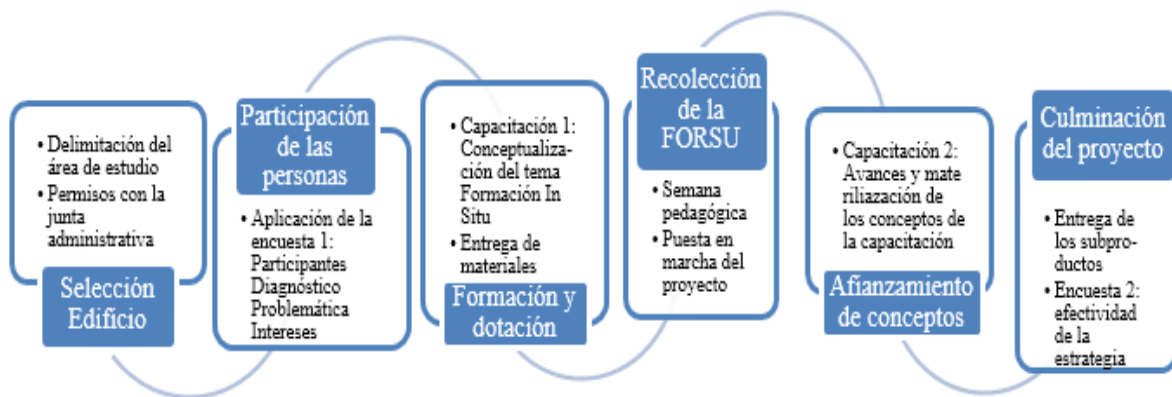 • Delimitación del
área de estudio
• Permisos con la
junta
administrativa
Selección
Edificio
Participación
de las
personas
• Aplicación de la
encuesta 1:
Participantes
Diagnóstico
Problemática
Intereses
• Capacitación 1:
Conceptualiza-
ción del tema
Formación In
Situ
• Entrega de
materiales
Formación y
dotación
Recolección
de la
FORSU
• Semana
pedagógica
• Puesta en
marcha del
proyecto
• Capacitación 2:
Avances y mate
riliazación de
los conceptos de
la capacitación
Afianzamiento
de conceptos
Culminación
del proyecto
• Entrega de
los subpro-
ductos
• Encuesta 2:
efectividad
de la
estrategia